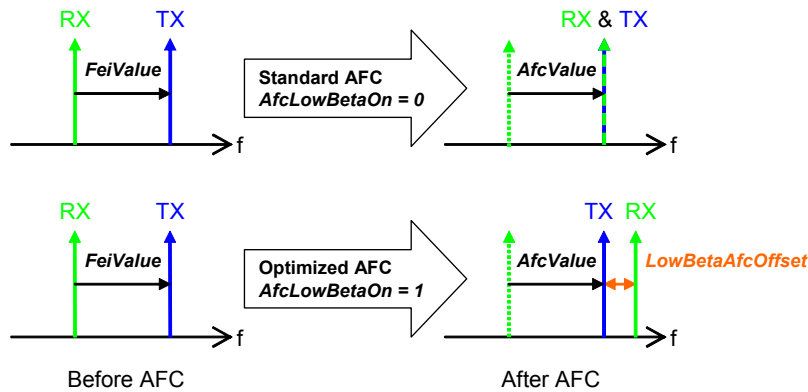 RX TX
FeiValue
f
Standard AFC
AfcLowBetaOn = 0
RX & TX
AfcValue
f
RX TX
FeiValue
f
Optimized AFC
AfcLowBetaOn = 1
TX RX
AfcValue
LowBetaAfcOffset
f
Before AFC
After AFC